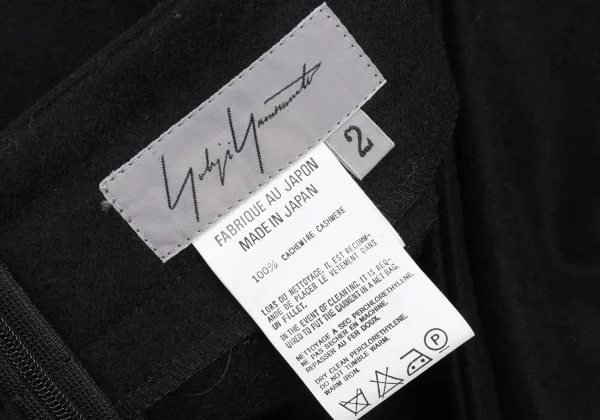 Yohji Yamamoto
2
FABRIQUE AU JAPON
MADE IN JAPAN
100% CACHEMIRE CASHMERE
LORS DU NETTOYAGE, IL EST RECOMM-
ANDE DE PLACER LE VETEMENT DANS
UN FILLET.
IN THE EVENT OF CLEANING, IT IS REQ-
UIRED TO PUT THE GARMENT IN A NET BAG.
NETTOYAGE A SEC PERCHLORETHYLENE.
NE PAS SECHER EN MACHINE.
REPASSER AU FER DOUX.
DRY CLEAN PERCLORETHYLENE.
DO NOT TUMBLE WARM.
WARM IRON.
P